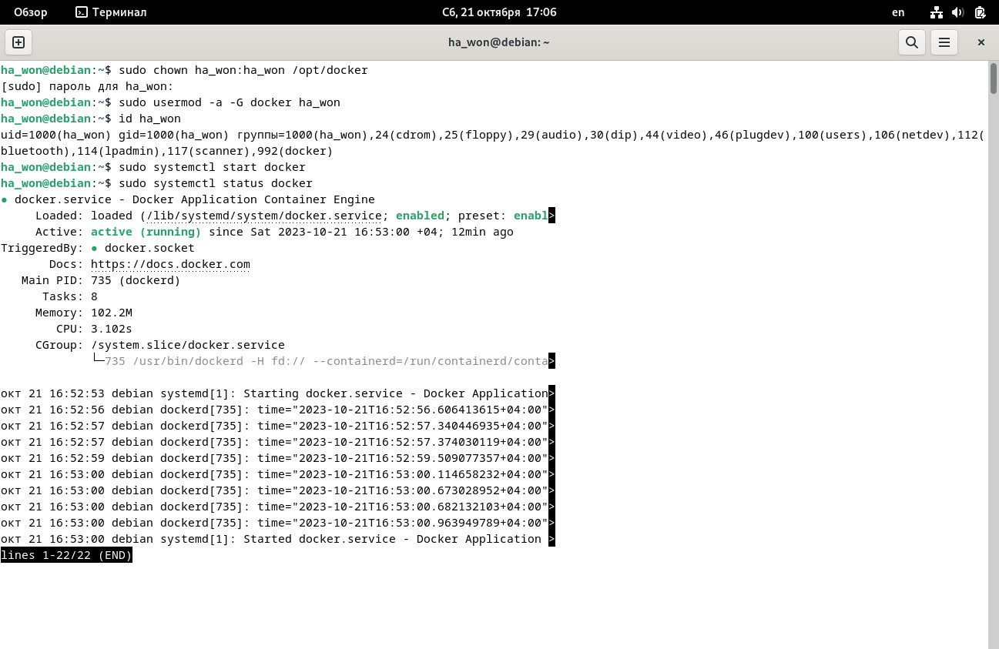 Обзор Терминал Сб, 21 октября 17:06 en
ha_won@debian: ~
ha_won@debian:~$ sudo chown ha_won:ha_won /opt/docker
[sudo] пароль для ha_won:
ha_won@debian:~$ sudo usermod -a -G docker ha_won
ha_won@debian:~$ id ha_won
uid=1000(ha_won) gid=1000(ha_won) группы=1000(ha_won),24(cdrom),25(floppy),29(audio),30(dip),44(video),46(plugdev),100(users),106(netdev),112(
bluetooth),114(lpadmin),117(scanner),992(docker)
ha_won@debian:~$ sudo systemctl start docker
ha_won@debian:~$ sudo systemctl status docker
● docker.service - Docker Application Container Engine
Loaded: loaded (/lib/systemd/system/docker.service; enabled; preset: enabl>
Active: active (running) since Sat 2023-10-21 16:53:00 +04; 12min ago
TriggeredBy: ● docker.socket
Docs: https://docs.docker.com
Main PID: 735 (dockerd)
Tasks: 8
Memory: 102.2M
CPU: 3.102s
CGroup: /system.slice/docker.service
└─735 /usr/bin/dockerd -H fd:// --containerd=/run/containerd/conta>
окт 21 16:52:53 debian systemd[1]: Starting docker.service - Docker Application>
окт 21 16:52:56 debian dockerd[735]: time="2023-10-21T16:52:56.606413615+04:00">
окт 21 16:52:57 debian dockerd[735]: time="2023-10-21T16:52:57.340446935+04:00">
окт 21 16:52:57 debian dockerd[735]: time="2023-10-21T16:52:57.374030119+04:00">
окт 21 16:52:59 debian dockerd[735]: time="2023-10-21T16:52:59.509077357+04:00">
окт 21 16:53:00 debian dockerd[735]: time="2023-10-21T16:53:00.114658232+04:00">
окт 21 16:53:00 debian dockerd[735]: time="2023-10-21T16:53:00.673028952+04:00">
окт 21 16:53:00 debian dockerd[735]: time="2023-10-21T16:53:00.682132103+04:00">
окт 21 16:53:00 debian dockerd[735]: time="2023-10-21T16:53:00.963949789+04:00">
окт 21 16:53:00 debian systemd[1]: Started docker.service - Docker Application >
lines 1-22/22 (END)